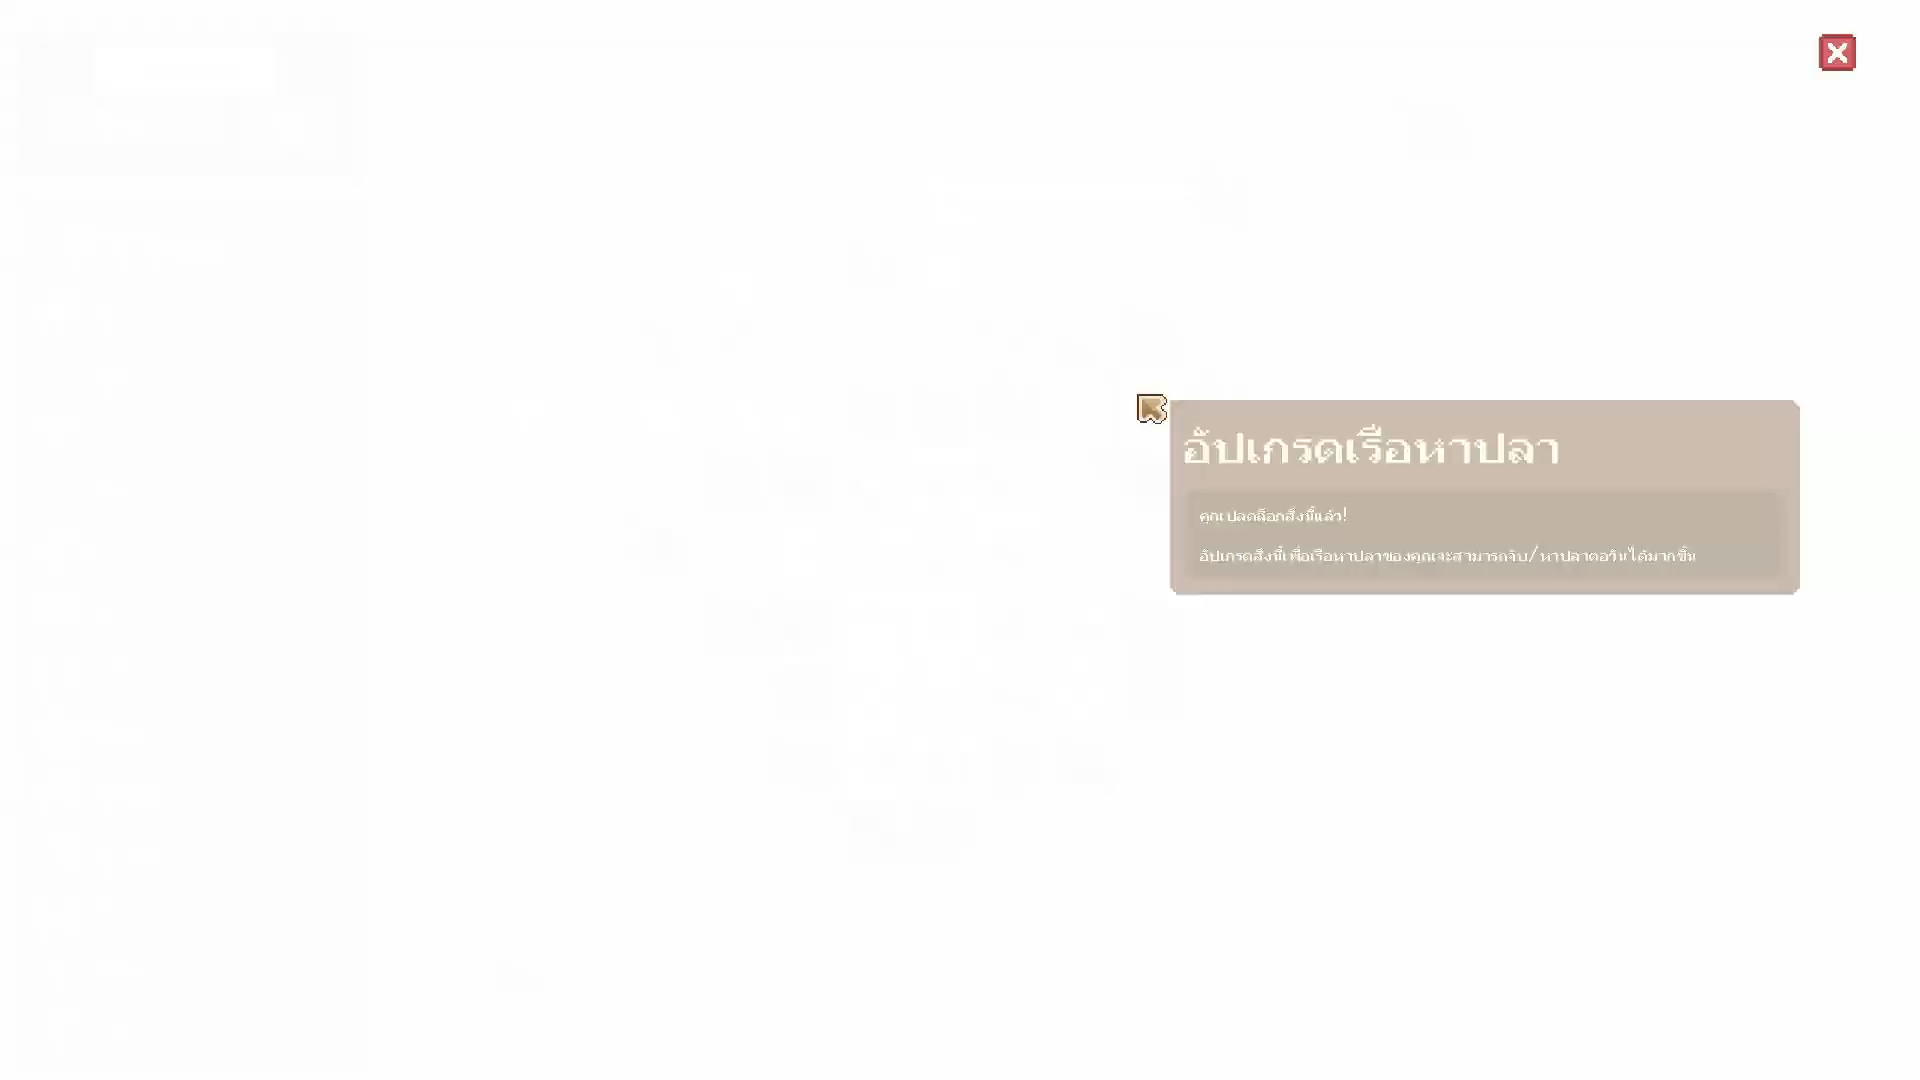 อัปเกรดเรือหาปลา
คุณปลดล็อกสิ่งนี้แล้ว!
อัปเกรดสิ่งนี้เพื่อเรือหาปลาของคุณจะสามารถจับ/หาปลาต่อวันได้มากขึ้น